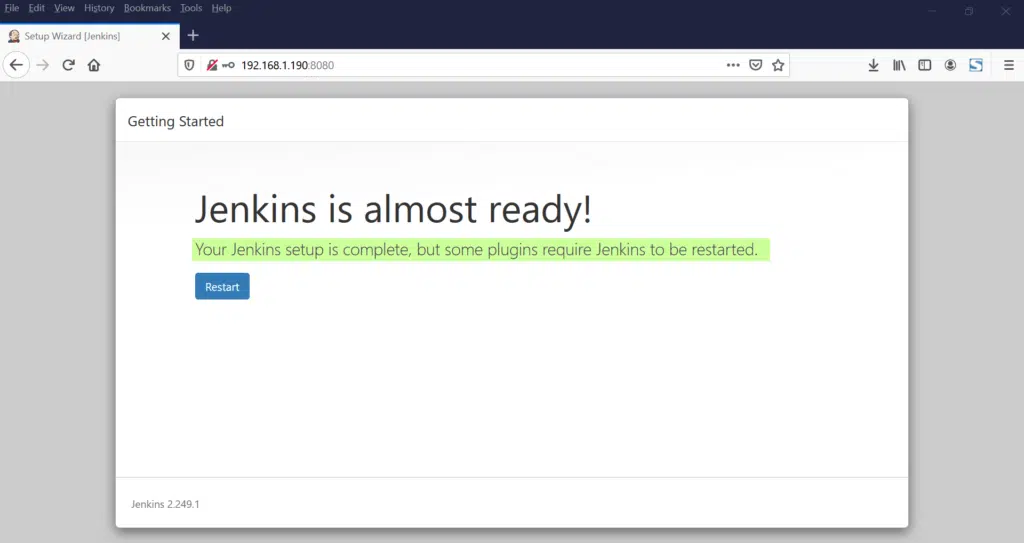 File Edit View History Bookmarks Tools Help
Setup Wizard [Jenkins]
192.168.1.190:8080
Getting Started
Jenkins is almost ready!
Your Jenkins setup is complete, but some plugins require Jenkins to be restarted.
Restart
Jenkins 2.249.1